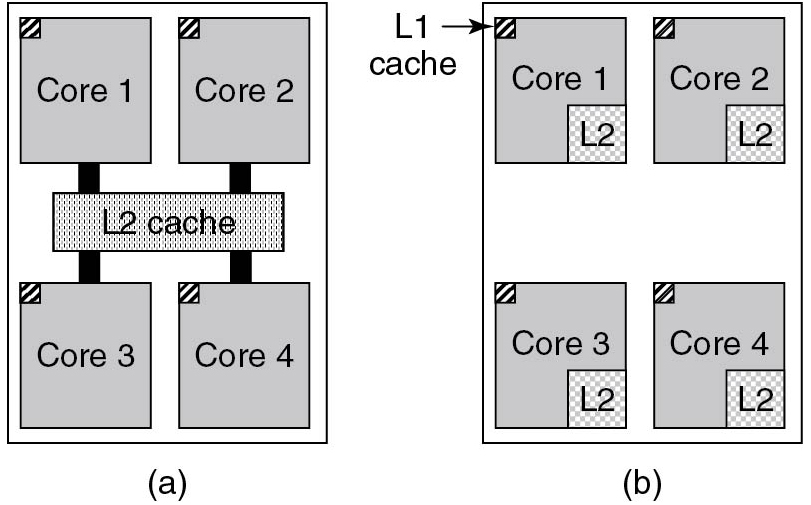 L1
cache
Core 1
Core 2
L2 cache
Core 3
Core 4
(a)
Core 1
L2
Core 2
L2
Core 3
L2
Core 4
L2
(b)